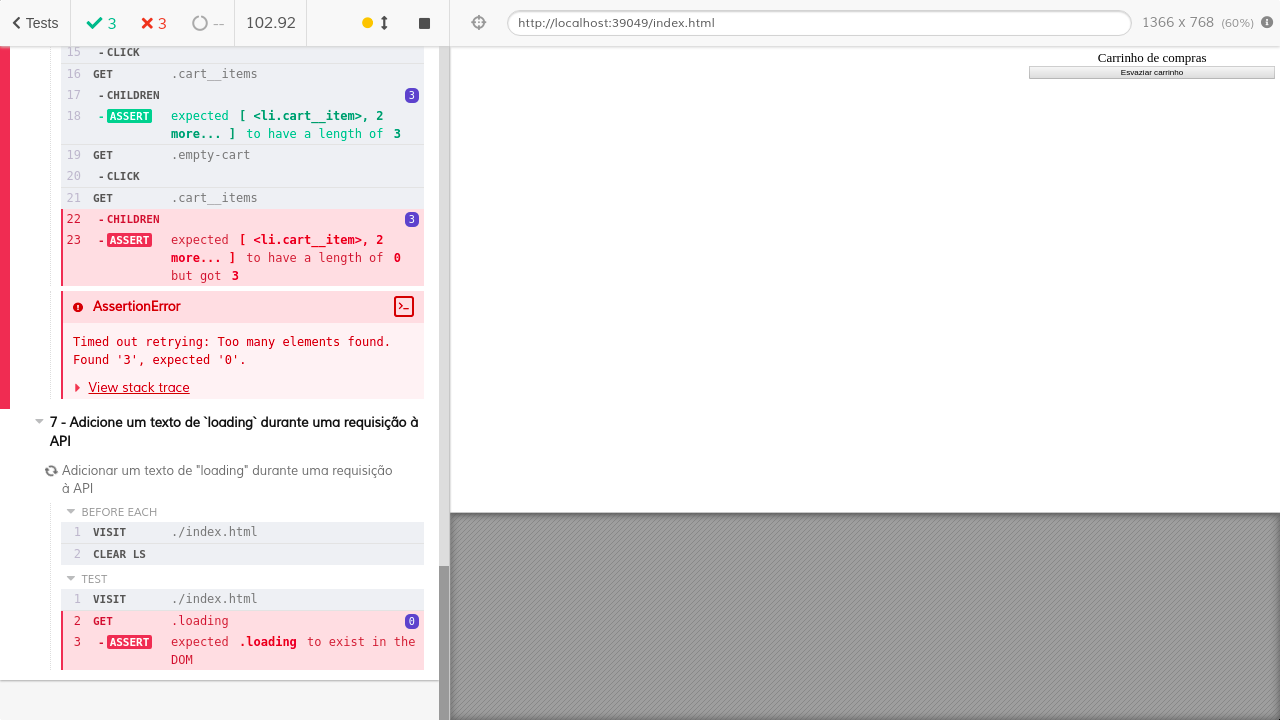 Tests 3 3 -- 102.92
http://localhost:39049/index.html 1366 x 768 (60%)
15 - CLICK
16 GET .cart__items
17 - CHILDREN 3
18 - ASSERT expected [ <li.cart__item>, 2
more... ] to have a length of 3
19 GET .empty-cart
20 - CLICK
21 GET .cart__items
22 - CHILDREN 3
23 - ASSERT expected [ <li.cart__item>, 2
more... ] to have a length of 0
but got 3
AssertionError
Timed out retrying: Too many elements found.
Found '3', expected '0'.
View stack trace
7 - Adicione um texto de `loading` durante uma requisição à
API
Adicionar um texto de "loading" durante uma requisição
à API
BEFORE EACH
1 VISIT ./index.html
2 CLEAR LS
TEST
1 VISIT ./index.html
2 GET .loading 0
3 - ASSERT expected .loading to exist in the
DOM
Carrinho de compras
Esvaziar carrinho